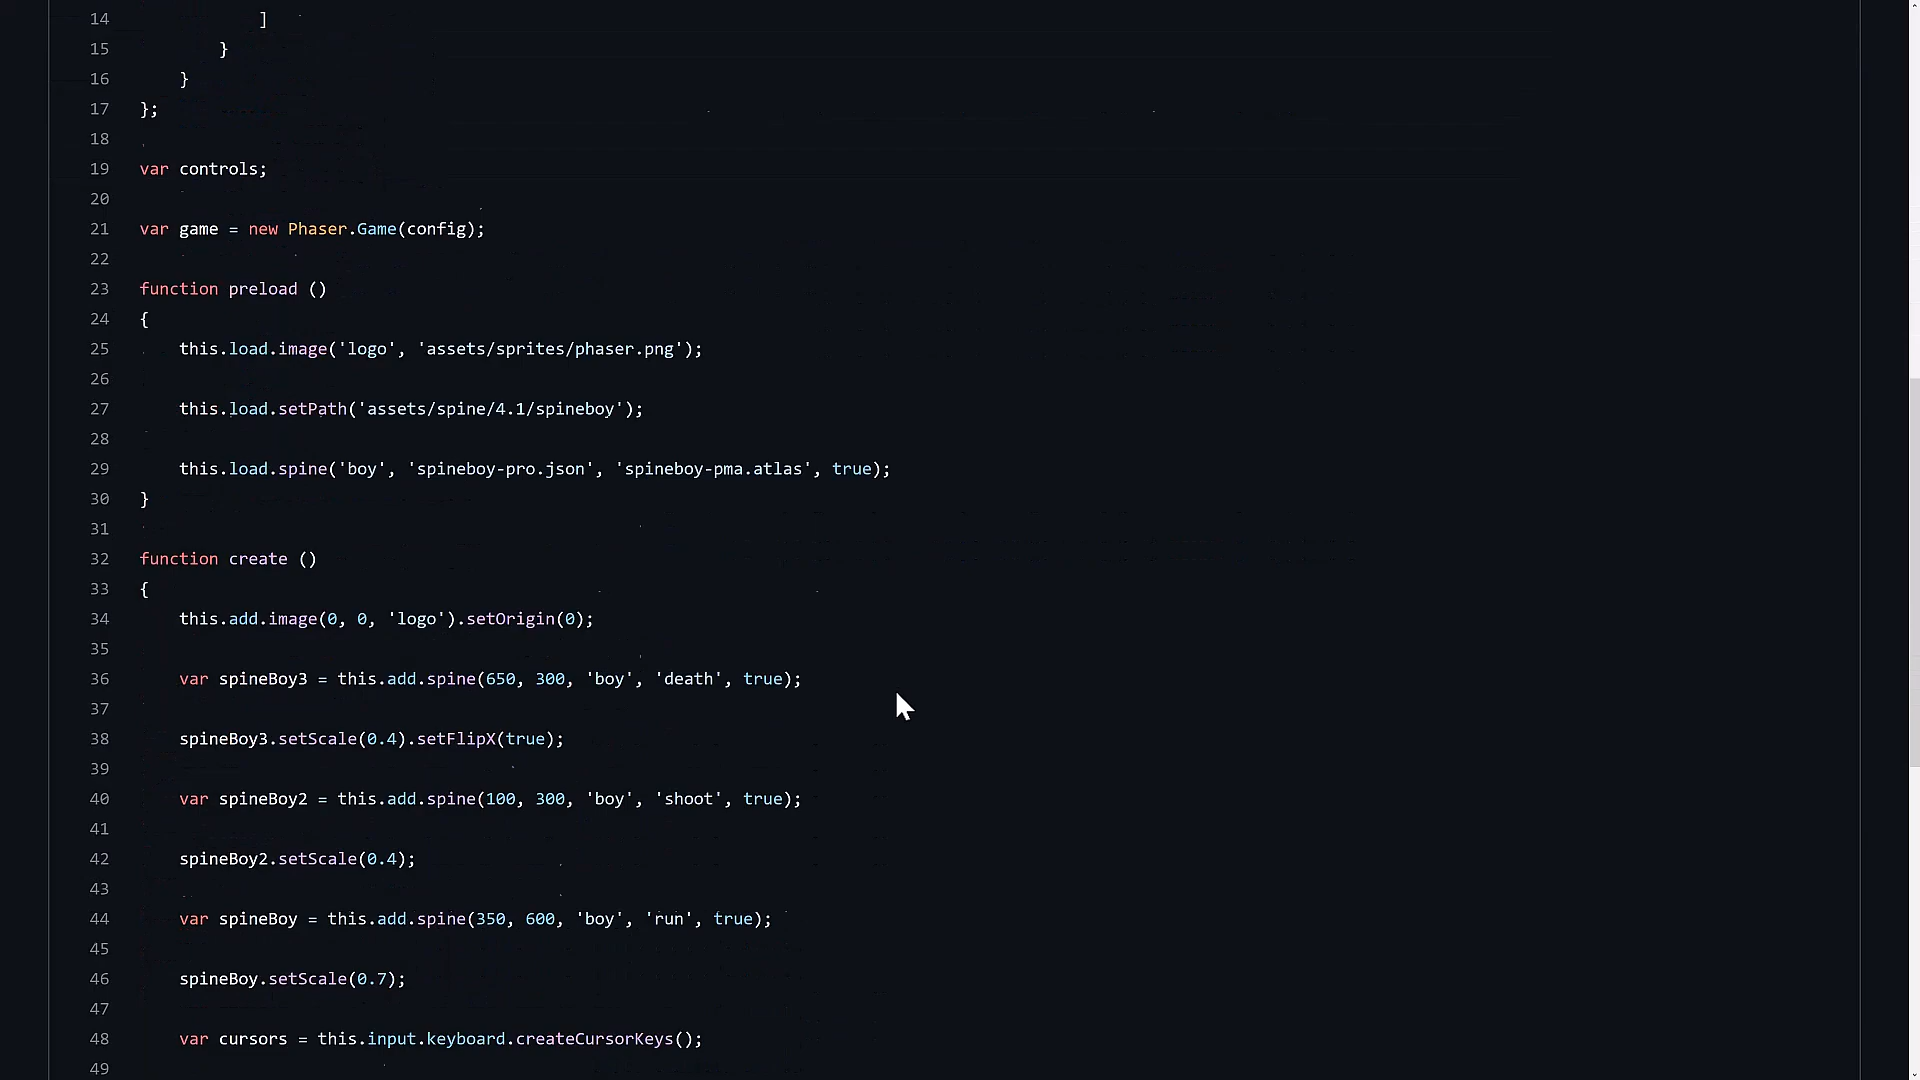 14 ]
15 }
16 }
17 };
18
19 var controls;
20
21 var game = new Phaser.Game(config);
22
23 function preload ()
24 {
25 this.load.image('logo', 'assets/sprites/phaser.png');
26
27 this.load.setPath('assets/spine/4.1/spineboy');
28
29 this.load.spine('boy', 'spineboy-pro.json', 'spineboy-pma.atlas', true);
30 }
31
32 function create ()
33 {
34 this.add.image(0, 0, 'logo').setOrigin(0);
35
36 var spineBoy3 = this.add.spine(650, 300, 'boy', 'death', true);
37
38 spineBoy3.setScale(0.4).setFlipX(true);
39
40 var spineBoy2 = this.add.spine(100, 300, 'boy', 'shoot', true);
41
42 spineBoy2.setScale(0.4);
43
44 var spineBoy = this.add.spine(350, 600, 'boy', 'run', true);
45
46 spineBoy.setScale(0.7);
47
48 var cursors = this.input.keyboard.createCursorKeys();
49